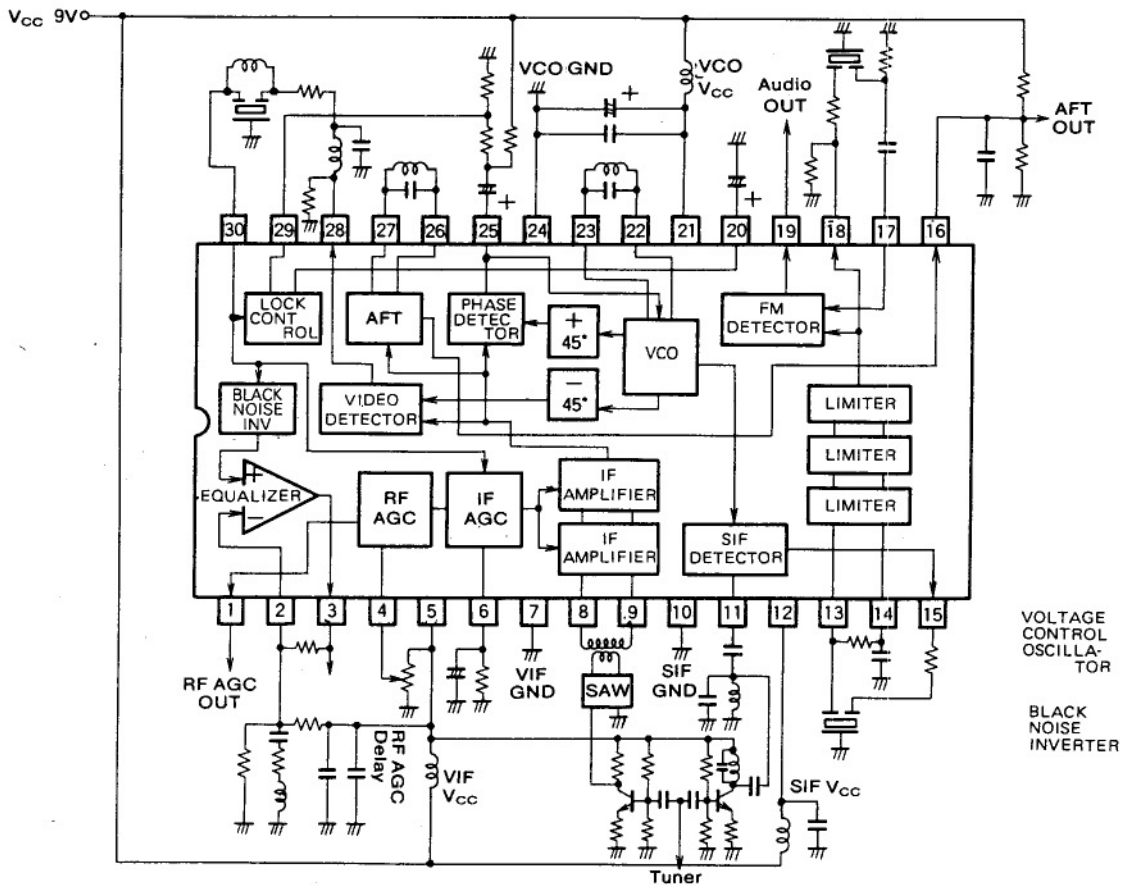 VCC 9V
VCO GND
VCO
VCC
Audio
OUT
AFT
OUT
30
29
28
27
26
25
24
23
22
21
20
19
18
17
16
LOCK
CONT
ROL
AFT
PHASE
DETEC
TOR
+
45°
VCO
FM
DETECTOR
BLACK
NOISE
INV
VIDEO
DETECTOR
−
45°
LIMITER
LIMITER
LIMITER
+
EQUALIZER
−
RF
AGC
IF
AGC
IF
AMPLIFIER
IF
AMPLIFIER
SIF
DETECTOR
1
2
3
4
5
6
7
8
9
10
11
12
13
14
15
RF AGC
OUT
RF AGC
Delay
VIF
VCC
VIF
GND
SAW
SIF
GND
SIF VCC
Tuner
VOLTAGE
CONTROL
OSCILLA-
TOR
BLACK
NOISE
INVERTER
+
+
+